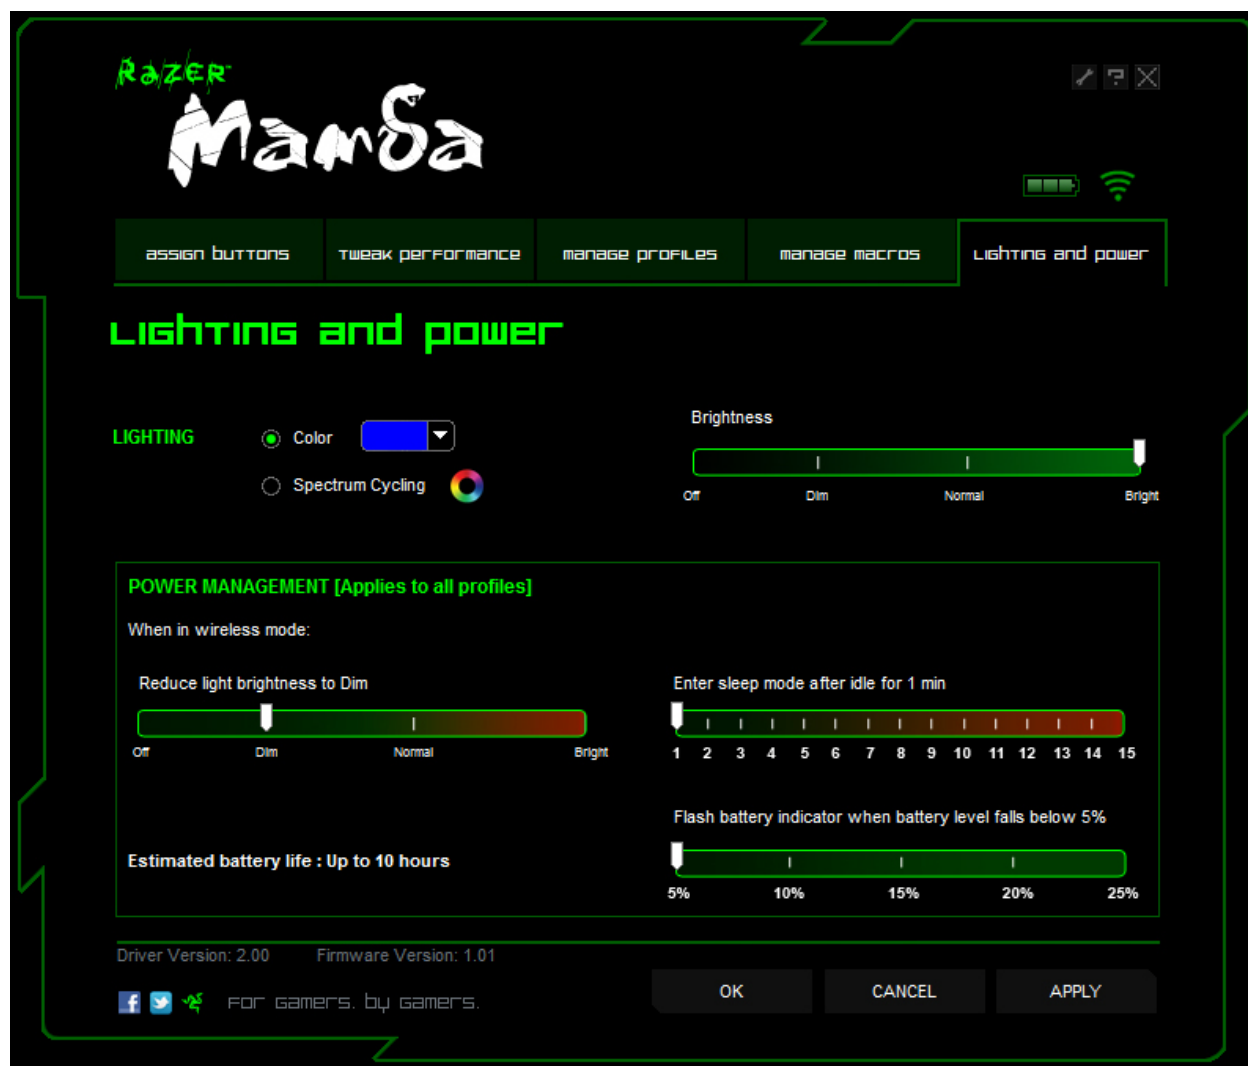 RAZER™
Mamba
assign buttons
tweak performance
manage profiles
manage macros
Lighting and power
Lighting and power
LIGHTING
Color
Spectrum Cycling
Brightness
Off Dim Normal Bright
POWER MANAGEMENT [Applies to all profiles]
When in wireless mode:
Reduce light brightness to Dim
Off Dim Normal Bright
Enter sleep mode after idle for 1 min
1 2 3 4 5 6 7 8 9 10 11 12 13 14 15
Flash battery indicator when battery level falls below 5%
5% 10% 15% 20% 25%
Estimated battery life : Up to 10 hours
Driver Version: 2.00 Firmware Version: 1.01
For gamers. by gamers.
OK
CANCEL
APPLY